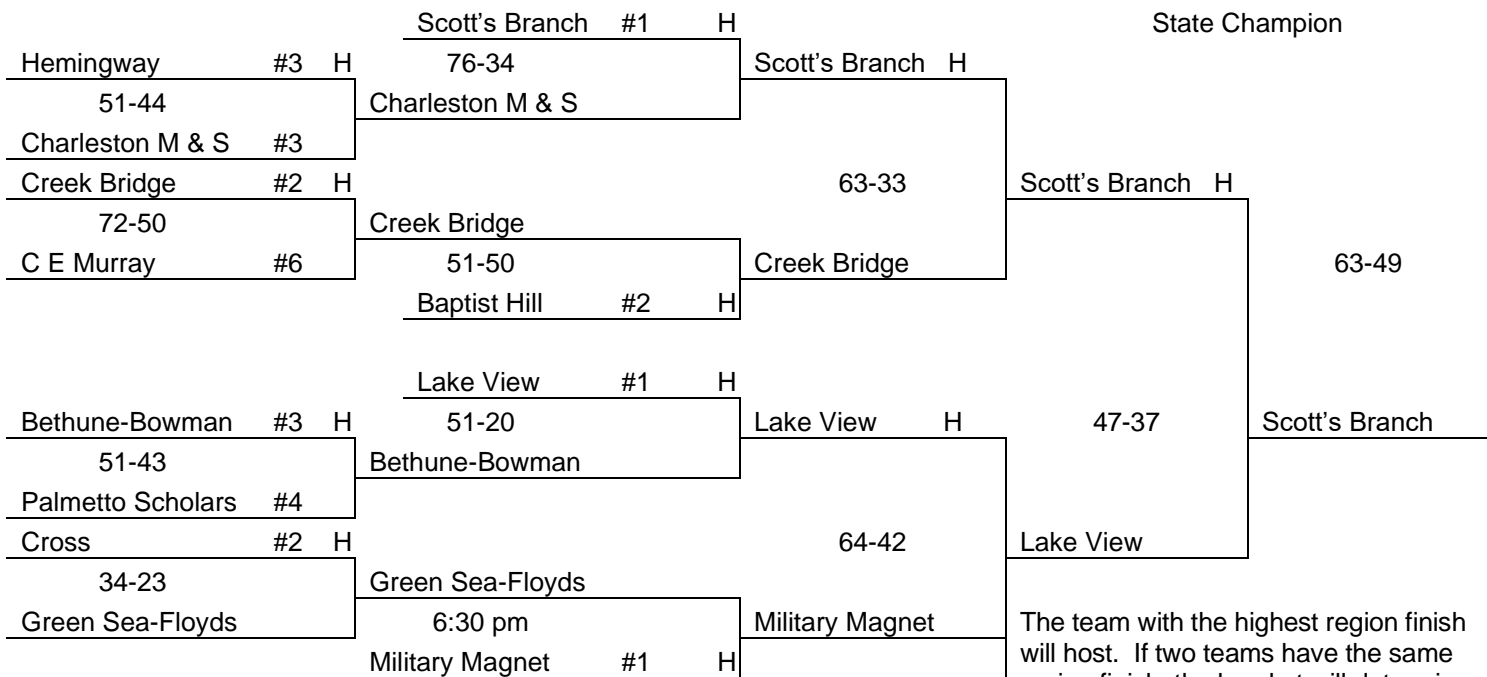 Scott's Branch #1 H State Champion
Hemingway #3 H 76-34 Scott's Branch H
51-44 Charleston M & S
Charleston M & S #3
Creek Bridge #2 H 63-33 Scott's Branch H
72-50 Creek Bridge
C E Murray #6 51-50 Creek Bridge 63-49
Baptist Hill #2 H
Lake View #1 H
Bethune-Bowman #3 H 51-20 Lake View H 47-37 Scott's Branch
51-43 Bethune-Bowman
Palmetto Scholars #4
Cross #2 H 64-42 Lake View
34-23 Green Sea-Floyds
Green Sea-Floyds 6:30 pm Military Magnet The team with the highest region finish
Military Magnet #1 H will host. If two teams have the same